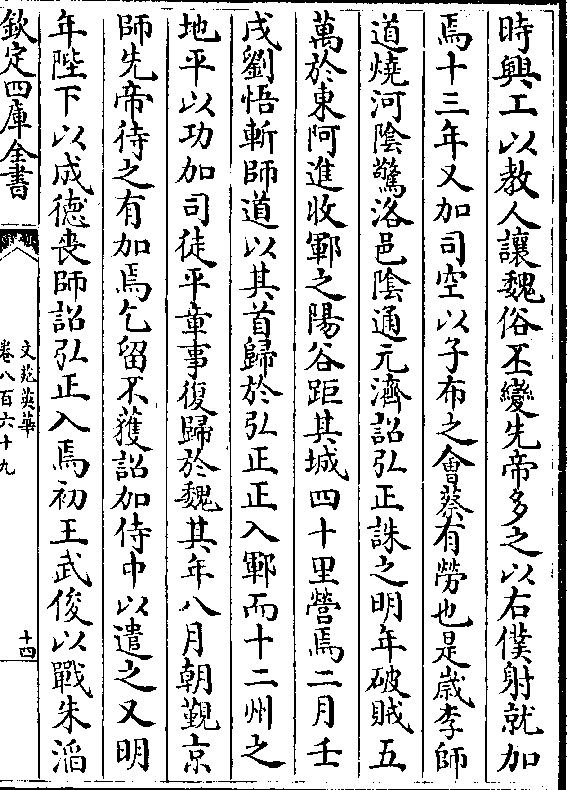 時興工以教人讓魏俗丕變先帝多之以右僕射就加
焉十三年又加司空以子布之會蔡有勞也是歲李師
道燒河陰驚洛邑陰通元濟詔弘正誅之明年破賊五
萬於東阿進收鄆之陽谷距其城四十里營焉二月壬
戌劉悟斬師道以其首歸於弘正正入鄆而十二州之
地平以功加司徒平章事復歸於魏其年八月朝覲京
師先帝待之有加焉乞留不獲詔加侍中以遣之又明
年陛下以成德喪師詔弘正入焉初王武俊以戰朱滔
欽定四庫全書
文苑英華
卷八百六十九
十四